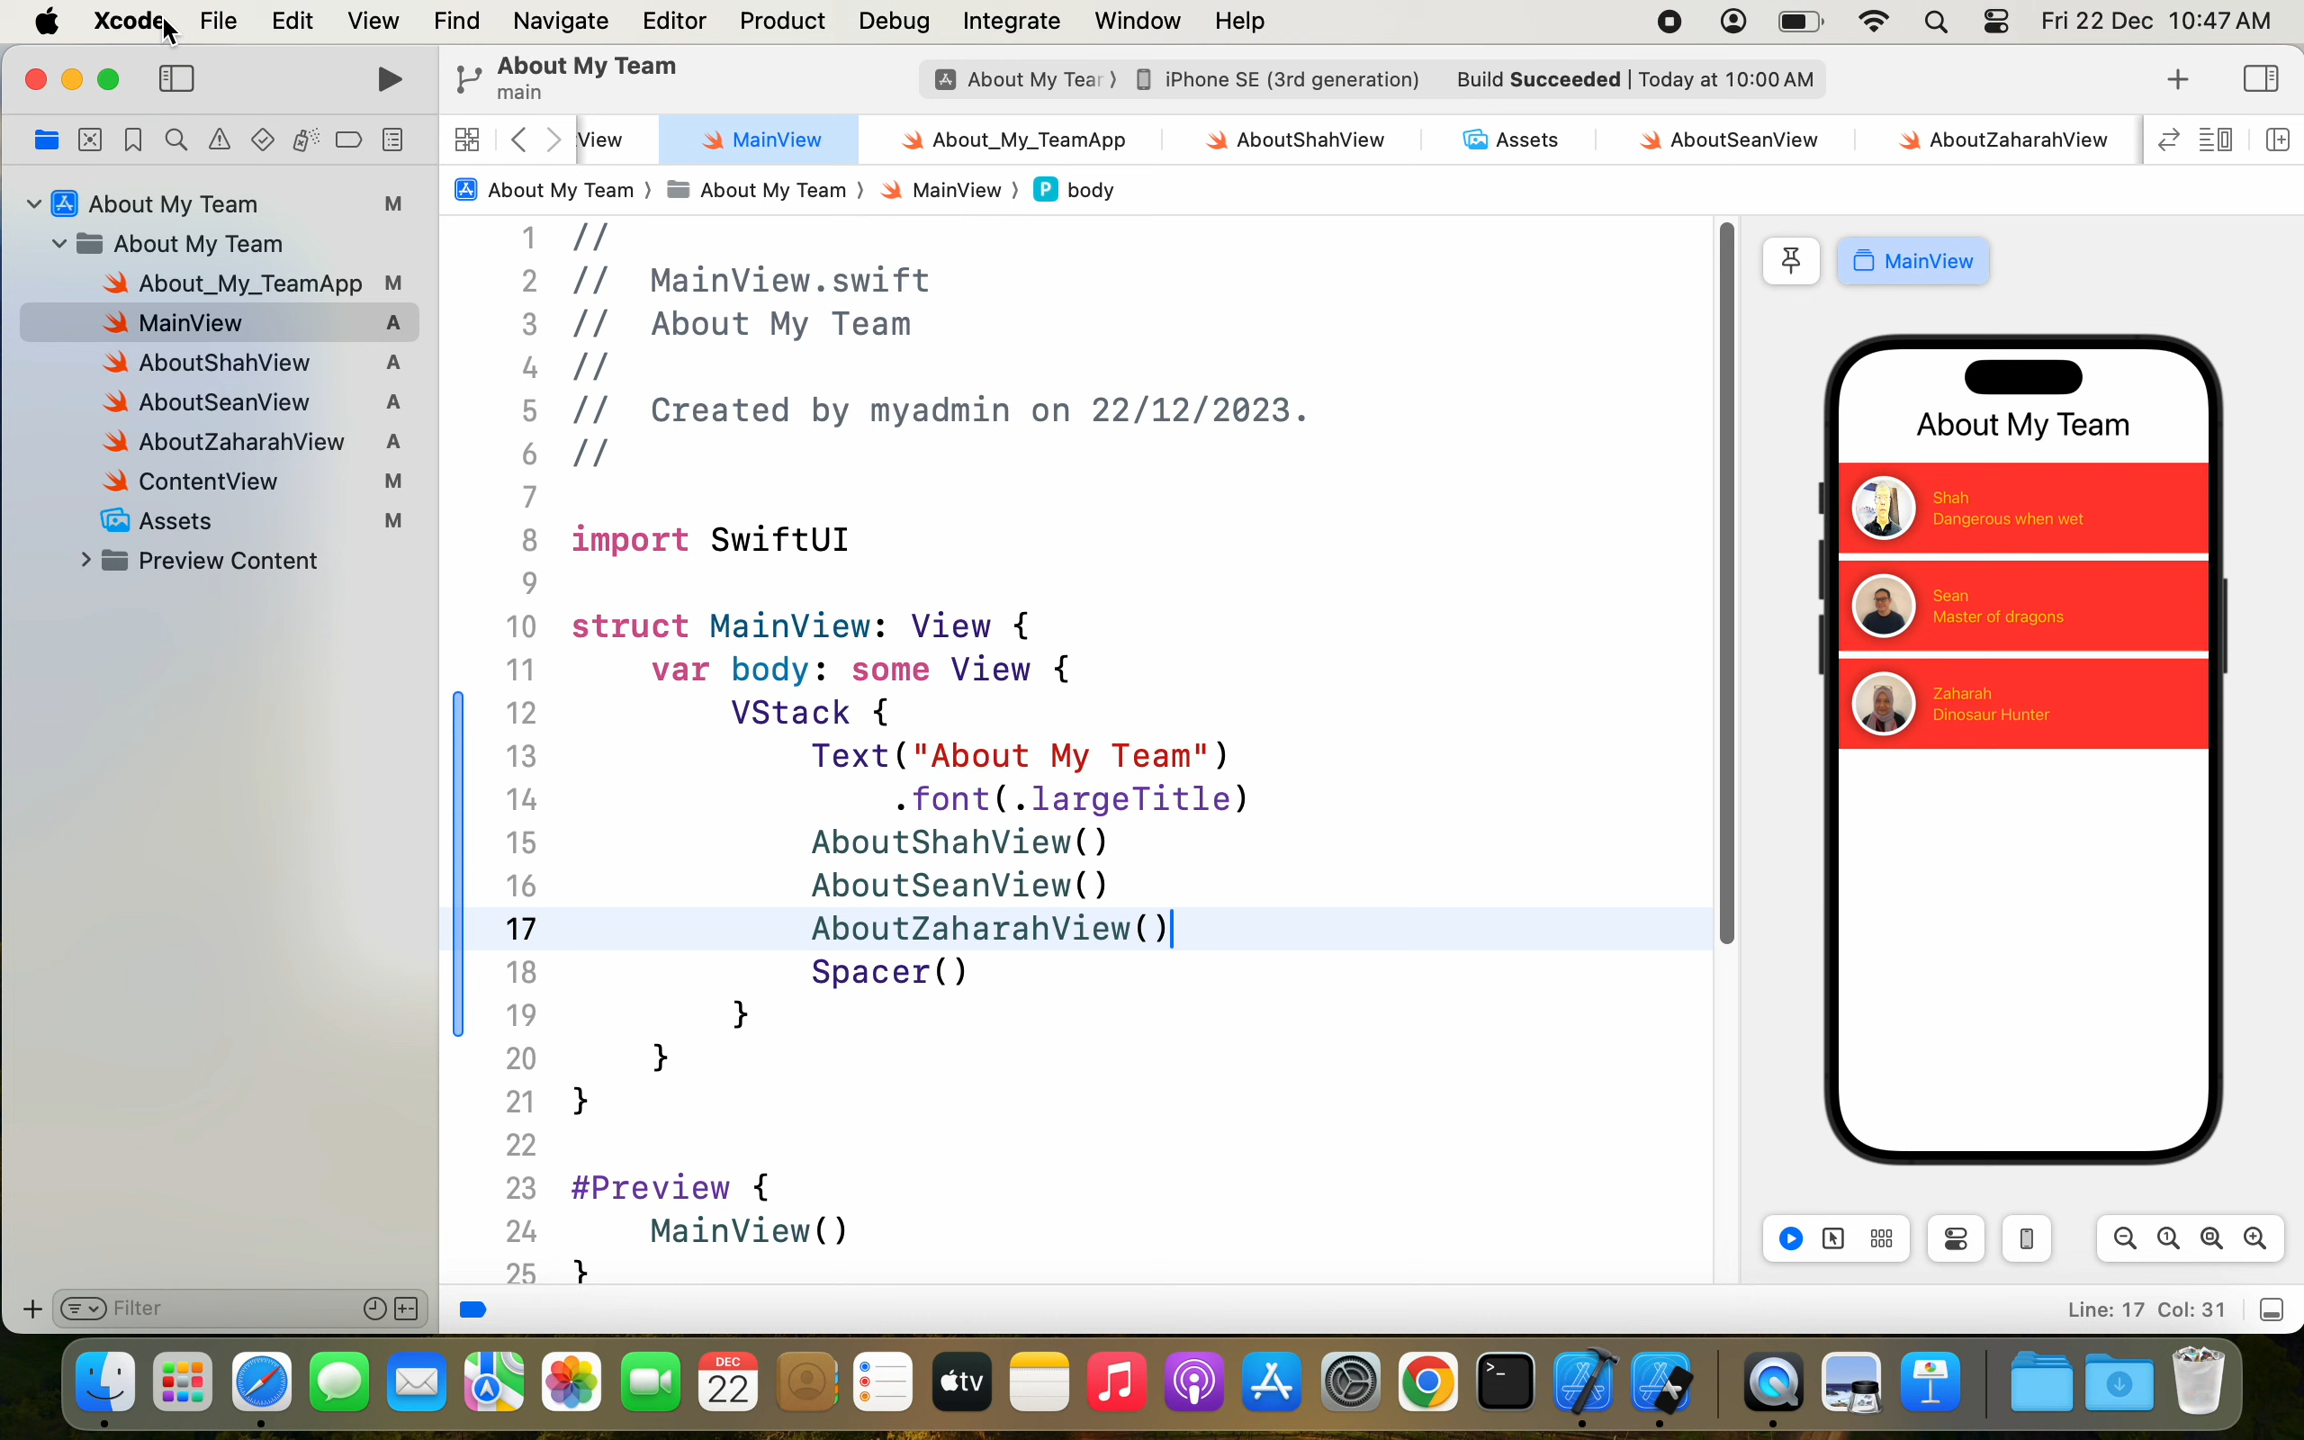 Xcode File Edit View Find Navigate Editor Product Debug Integrate Window Help Fri 22 Dec 10:47 AM
About My Team
main
About My Tear iPhone SE (3rd generation) Build Succeeded | Today at 10:00 AM
View MainView About_My_TeamApp AboutShahView Assets AboutSeanView AboutZaharahView
About My Team M
About My Team
About_My_TeamApp M
MainView A
AboutShahView A
AboutSeanView A
AboutZaharahView A
ContentView M
Assets M
Preview Content
Filter
About My Team 〉 About My Team 〉 MainView 〉 P body
1 //
2 // MainView.swift
3 // About My Team
4 //
5 // Created by myadmin on 22/12/2023.
6 //
7
8 import SwiftUI
9
10 struct MainView: View {
11 var body: some View {
12 VStack {
13 Text("About My Team")
14 .font(.largeTitle)
15 AboutShahView()
16 AboutSeanView()
17 AboutZaharahView()
18 Spacer()
19 }
20 }
21 }
22
23 #Preview {
24 MainView()
25 }
MainView
About My Team
Shah
Dangerous when wet
Sean
Master of dragons
Zaharah
Dinosaur Hunter
Line: 17 Col: 31
DEC
22
tv